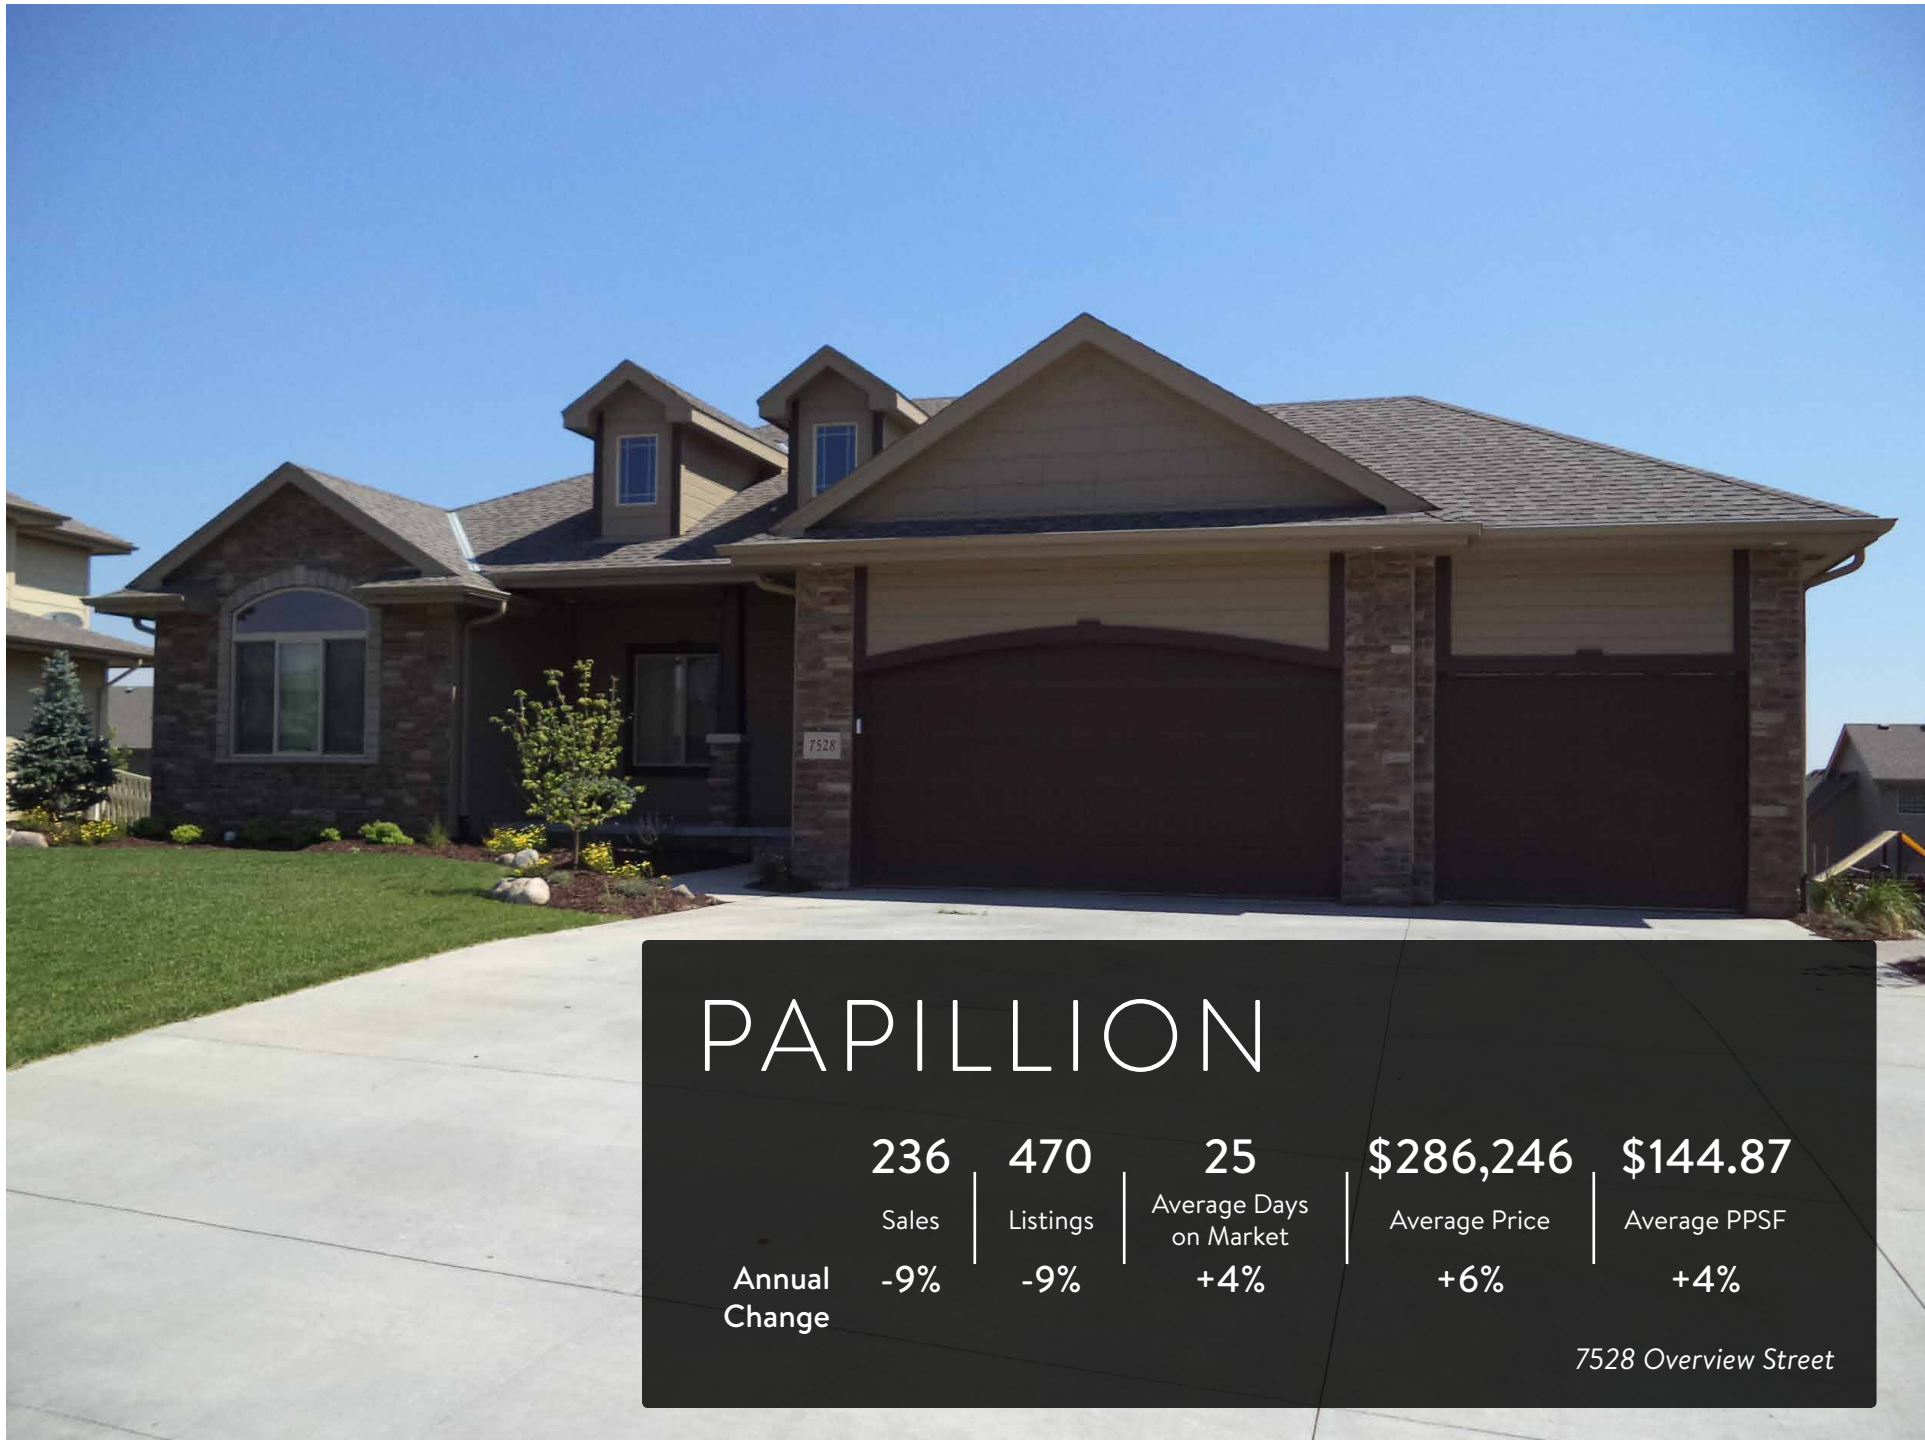 7528
PAPILLION
236 470 25 $286,246 $144.87
Sales Listings Average Days on Market Average Price Average PPSF
Annual Change -9% -9% +4% +6% +4%
7528 Overview Street